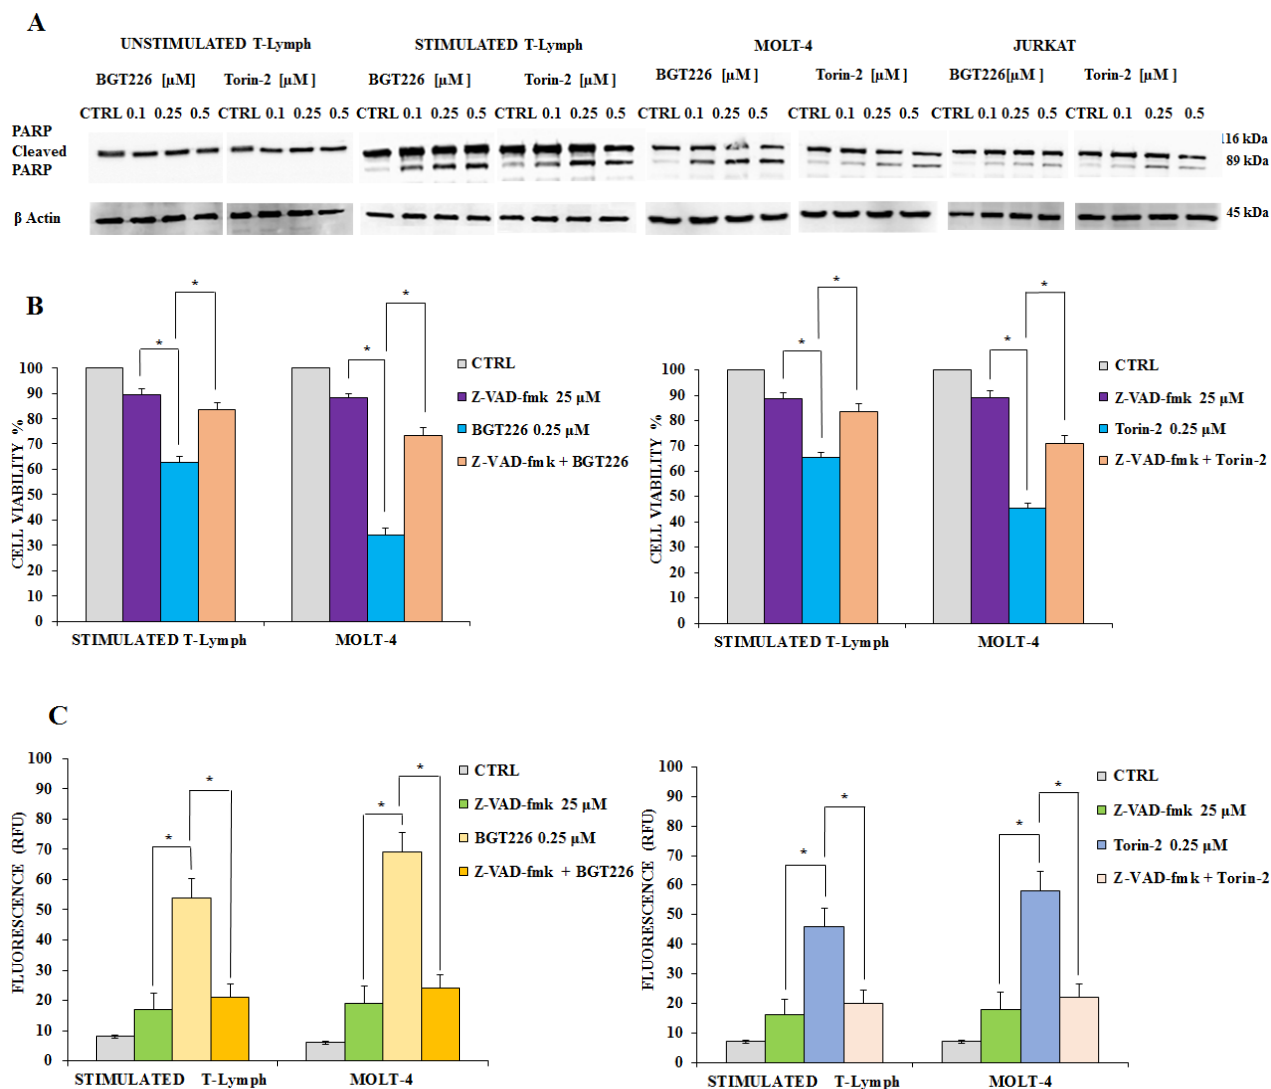 A
UNSTIMULATED T-Lymph STIMULATED T-Lymph MOLT-4 JURKAT
BGT226 [µM] Torin-2 [µM ] BGT226 [µM ] Torin-2 [µM ] BGT226 [µM ] Torin-2 [µM ] BGT226[µM ] Torin-2 [µM ]
CTRL 0.1 0.25 0.5 CTRL 0.1 0.25 0.5 CTRL 0.1 0.25 0.5 CTRL 0.1 0.25 0.5 CTRL 0.1 0.25 0.5 CTRL 0.1 0.25 0.5 CTRL 0.1 0.25 0.5 CTRL 0.1 0.25 0.5
PARP
116 kDa
Cleaved
PARP
89 kDa
β Actin
45 kDa
B
CELL VIABILITY %
100
90
80
70
60
50
40
30
20
10
0
* * * *
STIMULATED T-Lymph MOLT-4
CTRL
Z-VAD-fmk 25 µM
BGT226 0.25 µM
Z-VAD-fmk + BGT226
CELL VIABILITY %
100
90
80
70
60
50
40
30
20
10
0
* * * *
STIMULATED T-Lymph MOLT-4
CTRL
Z-VAD-fmk 25 µM
Torin-2 0.25 µM
Z-VAD-fmk + Torin-2
C
FLUORESCENCE (RFU)
100
90
80
70
60
50
40
30
20
10
0
* * * *
STIMULATED T-Lymph MOLT-4
CTRL
Z-VAD-fmk 25 µM
BGT226 0.25 µM
Z-VAD-fmk + BGT226
FLUORESCENCE (RFU)
100
90
80
70
60
50
40
30
20
10
0
* * * *
STIMULATED T-Lymph MOLT-4
CTRL
Z-VAD-fmk 25 µM
Torin-2 0.25 µM
Z-VAD-fmk + Torin-2